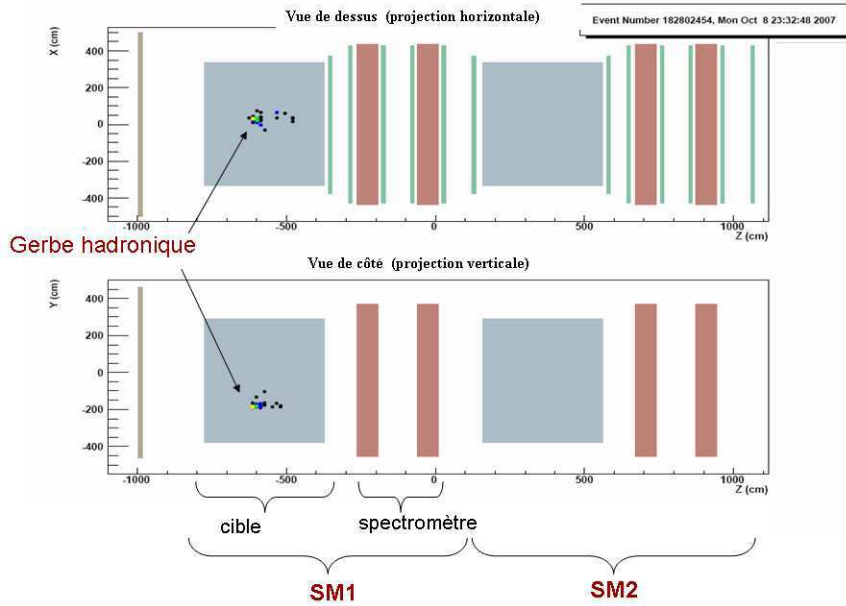 Vue de dessus (projection horizontale)
Event Number 182802454, Mon Oct 8 23:32:48 2007
X (cm)
400
200
0
-200
-400
-1000 -500 0 500 1000
Z (cm)
Gerbe hadronique
Vue de côté (projection verticale)
Y (cm)
400
200
0
-200
-400
-1000 -500 0 500 1000
Z (cm)
cible spectromètre
SM1 SM2